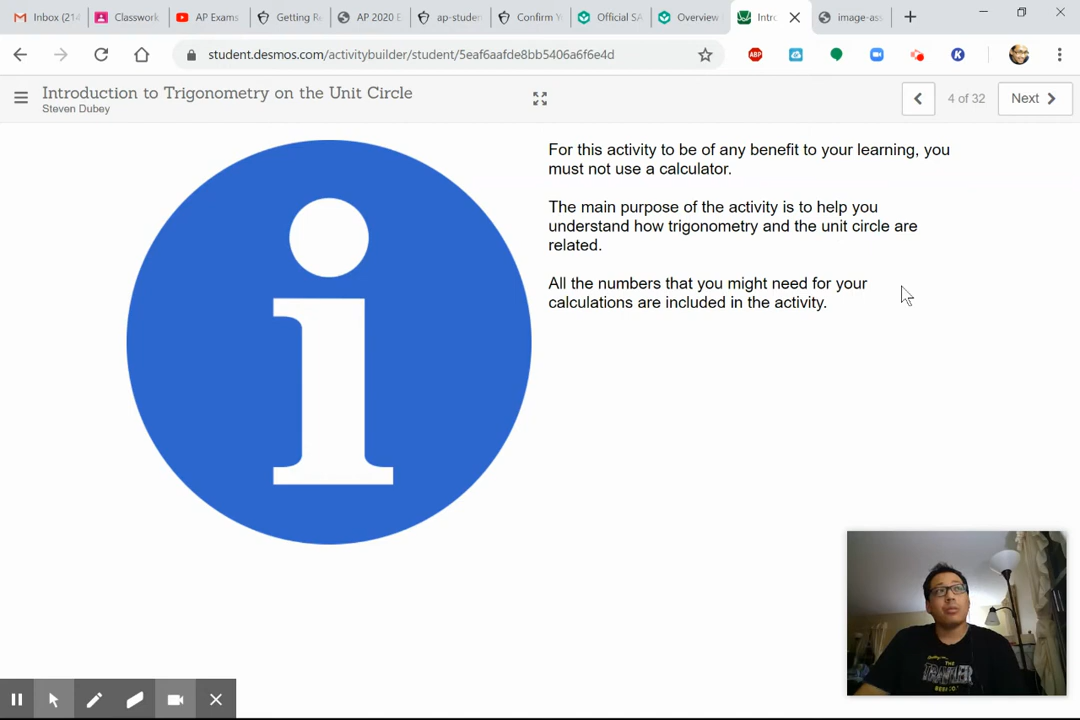 Inbox (214
Classwork
AP Exams
Getting Re
AP 2020 E
ap-studen
Confirm Y
Official SA
Overview
Intro
image-ass
student.desmos.com/activitybuilder/student/5eaf6aafde8bb5406a6f6e4d
ABP
K
Introduction to Trigonometry on the Unit Circle
Steven Dubey
4 of 32
Next
i
For this activity to be of any benefit to your learning, you
must not use a calculator.
The main purpose of the activity is to help you
understand how trigonometry and the unit circle are
related.
All the numbers that you might need for your
calculations are included in the activity.
THE